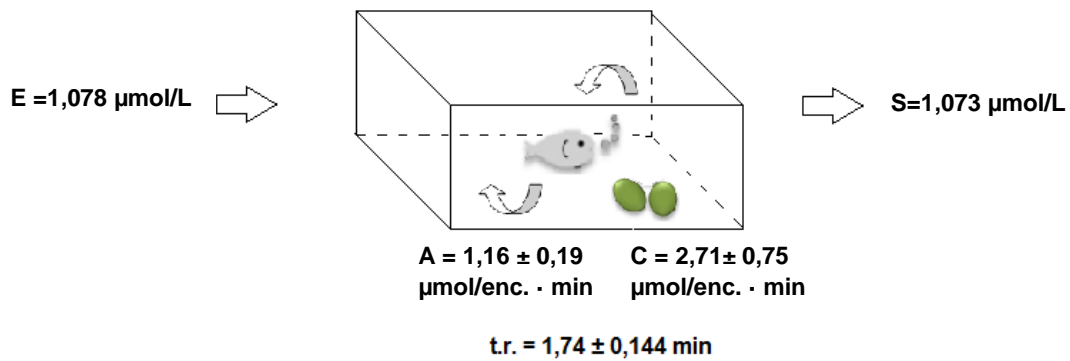 E =1,078 µmol/L
S=1,073 µmol/L
A = 1,16 ± 0,19
µmol/enc. · min
C = 2,71± 0,75
µmol/enc. · min
t.r. = 1,74 ± 0,144 min